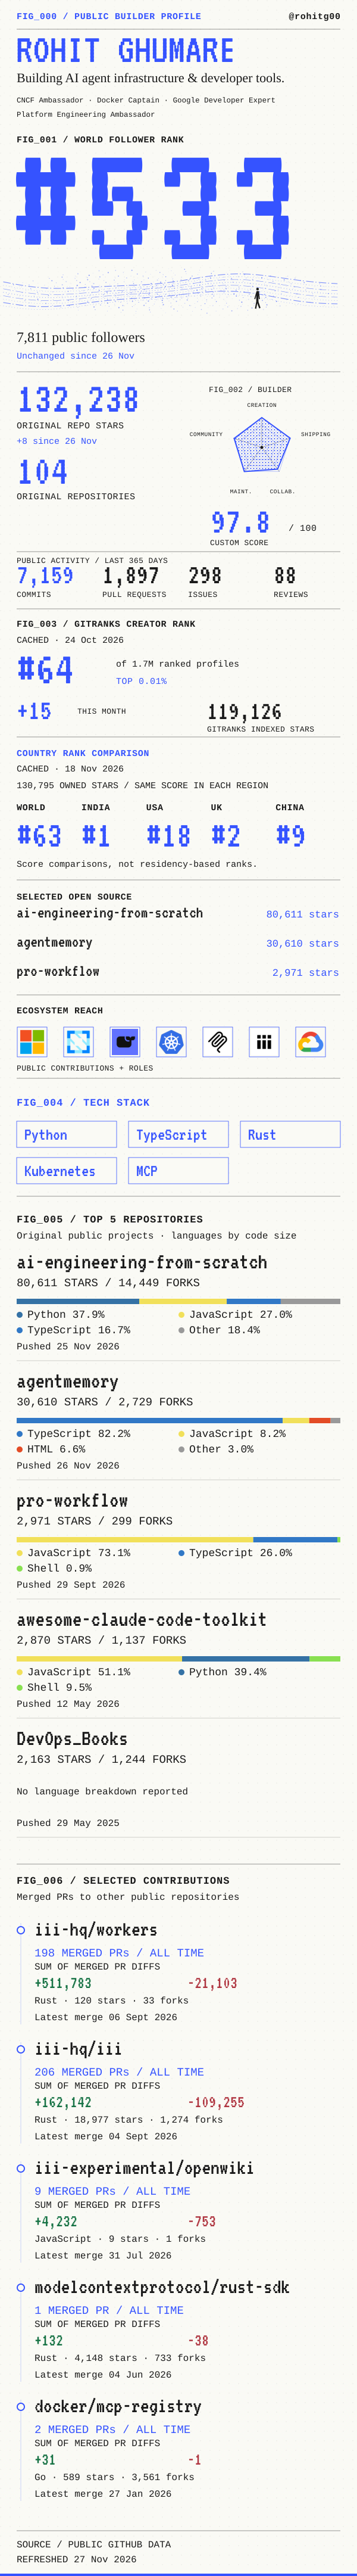 FIG_000 / PUBLIC BUILDER PROFILE @rohitg00
ROHIT GHUMARE
Building AI agent infrastructure & developer tools.
CNCF Ambassador · Docker Captain · Google Developer Expert
Platform Engineering Ambassador
FIG_001 / WORLD FOLLOWER RANK
#533
7,811 public followers
Unchanged since 26 Nov
132,238
ORIGINAL REPO STARS
+8 since 26 Nov
104
ORIGINAL REPOSITORIES
FIG_002 / BUILDER
CREATION
COMMUNITY SHIPPING
MAINT. COLLAB.
97.8 / 100
CUSTOM SCORE
PUBLIC ACTIVITY / LAST 365 DAYS
7,159 1,897 298 88
COMMITS PULL REQUESTS ISSUES REVIEWS
FIG_003 / GITRANKS CREATOR RANK
CACHED · 24 Oct 2026
#64 of 1.7M ranked profiles
TOP 0.01%
+15 THIS MONTH 119,126
GITRANKS INDEXED STARS
COUNTRY RANK COMPARISON
CACHED · 18 Nov 2026
130,795 OWNED STARS / SAME SCORE IN EACH REGION
WORLD INDIA USA UK CHINA
#63 #1 #18 #2 #9
Score comparisons, not residency-based ranks.
SELECTED OPEN SOURCE
ai-engineering-from-scratch 80,611 stars
agentmemory 30,610 stars
pro-workflow 2,971 stars
ECOSYSTEM REACH
PUBLIC CONTRIBUTIONS + ROLES
FIG_004 / TECH STACK
Python TypeScript Rust
Kubernetes MCP
FIG_005 / TOP 5 REPOSITORIES
Original public projects · languages by code size
ai-engineering-from-scratch
80,611 STARS / 14,449 FORKS
Python 37.9% JavaScript 27.0%
TypeScript 16.7% Other 18.4%
Pushed 25 Nov 2026
agentmemory
30,610 STARS / 2,729 FORKS
TypeScript 82.2% JavaScript 8.2%
HTML 6.6% Other 3.0%
Pushed 26 Nov 2026
pro-workflow
2,971 STARS / 299 FORKS
JavaScript 73.1% TypeScript 26.0%
Shell 0.9%
Pushed 29 Sept 2026
awesome-claude-code-toolkit
2,870 STARS / 1,137 FORKS
JavaScript 51.1% Python 39.4%
Shell 9.5%
Pushed 12 May 2026
DevOps_Books
2,163 STARS / 1,244 FORKS
No language breakdown reported
Pushed 29 May 2025
FIG_006 / SELECTED CONTRIBUTIONS
Merged PRs to other public repositories
iii-hq/workers
198 MERGED PRs / ALL TIME
SUM OF MERGED PR DIFFS
+511,783 -21,103
Rust · 120 stars · 33 forks
Latest merge 06 Sept 2026
iii-hq/iii
206 MERGED PRs / ALL TIME
SUM OF MERGED PR DIFFS
+162,142 -109,255
Rust · 18,977 stars · 1,274 forks
Latest merge 04 Sept 2026
iii-experimental/openwiki
9 MERGED PRs / ALL TIME
SUM OF MERGED PR DIFFS
+4,232 -753
JavaScript · 9 stars · 1 forks
Latest merge 31 Jul 2026
modelcontextprotocol/rust-sdk
1 MERGED PR / ALL TIME
SUM OF MERGED PR DIFFS
+132 -38
Rust · 4,148 stars · 733 forks
Latest merge 04 Jun 2026
docker/mcp-registry
2 MERGED PRs / ALL TIME
SUM OF MERGED PR DIFFS
+31 -1
Go · 589 stars · 3,561 forks
Latest merge 27 Jan 2026
SOURCE / PUBLIC GITHUB DATA
REFRESHED 27 Nov 2026